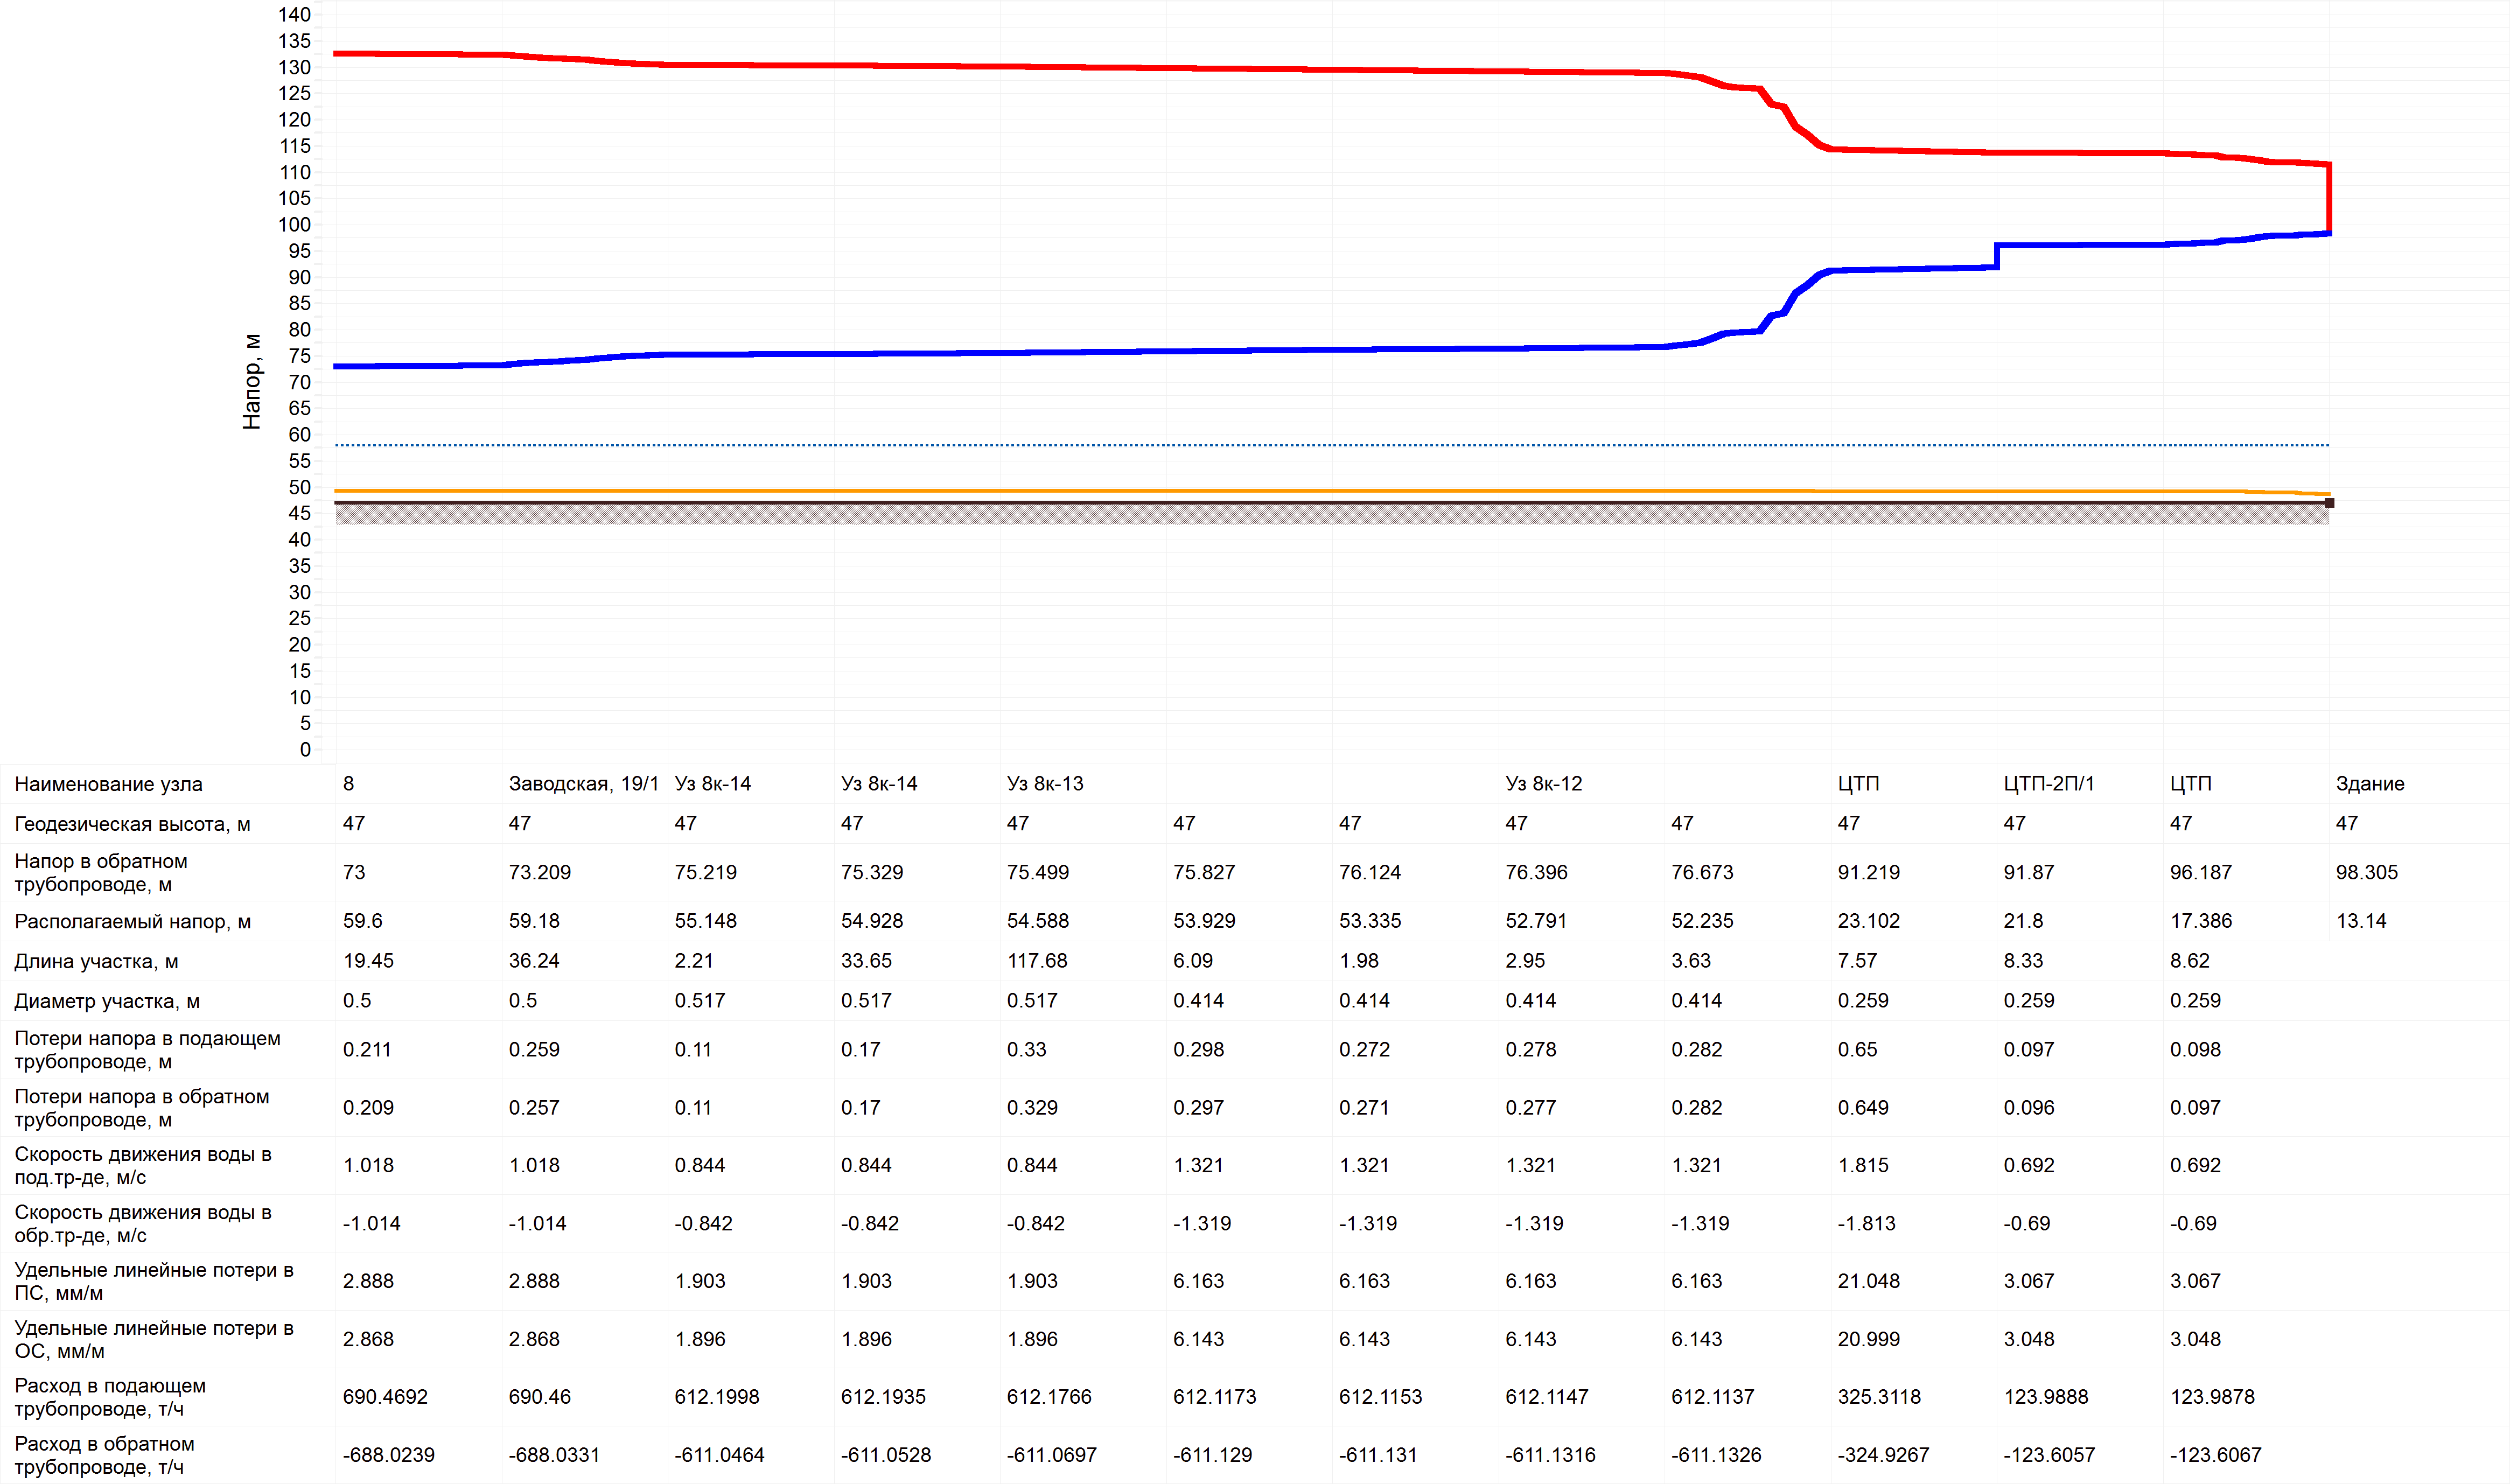 140
135
130
125
120
115
110
105
100
95
90
85
80
75
70
65
60
55
50
45
40
35
30
25
20
15
10
5
0
Напор, м
Наименование узла 8 Заводская, 19/1 Уз 8к-14 Уз 8к-14 Уз 8к-13 Уз 8к-12 ЦТП ЦТП-2П/1 ЦТП Здание
Геодезическая высота, м 47 47 47 47 47 47 47 47 47 47 47 47 47
Напор в обратном
трубопроводе, м 73 73.209 75.219 75.329 75.499 75.827 76.124 76.396 76.673 91.219 91.87 96.187 98.305
Располагаемый напор, м 59.6 59.18 55.148 54.928 54.588 53.929 53.335 52.791 52.235 23.102 21.8 17.386 13.14
Длина участка, м 19.45 36.24 2.21 33.65 117.68 6.09 1.98 2.95 3.63 7.57 8.33 8.62
Диаметр участка, м 0.5 0.5 0.517 0.517 0.517 0.414 0.414 0.414 0.414 0.259 0.259 0.259
Потери напора в подающем
трубопроводе, м 0.211 0.259 0.11 0.17 0.33 0.298 0.272 0.278 0.282 0.65 0.097 0.098
Потери напора в обратном
трубопроводе, м 0.209 0.257 0.11 0.17 0.329 0.297 0.271 0.277 0.282 0.649 0.096 0.097
Скорость движения воды в
под.тр-де, м/с 1.018 1.018 0.844 0.844 0.844 1.321 1.321 1.321 1.321 1.815 0.692 0.692
Скорость движения воды в
обр.тр-де, м/с -1.014 -1.014 -0.842 -0.842 -0.842 -1.319 -1.319 -1.319 -1.319 -1.813 -0.69 -0.69
Удельные линейные потери в
ПС, мм/м 2.888 2.888 1.903 1.903 1.903 6.163 6.163 6.163 6.163 21.048 3.067 3.067
Удельные линейные потери в
ОС, мм/м 2.868 2.868 1.896 1.896 1.896 6.143 6.143 6.143 6.143 20.999 3.048 3.048
Расход в подающем
трубопроводе, т/ч 690.4692 690.46 612.1998 612.1935 612.1766 612.1173 612.1153 612.1147 612.1137 325.3118 123.9888 123.9878
Расход в обратном
трубопроводе, т/ч -688.0239 -688.0331 -611.0464 -611.0528 -611.0697 -611.129 -611.131 -611.1316 -611.1326 -324.9267 -123.6057 -123.6067